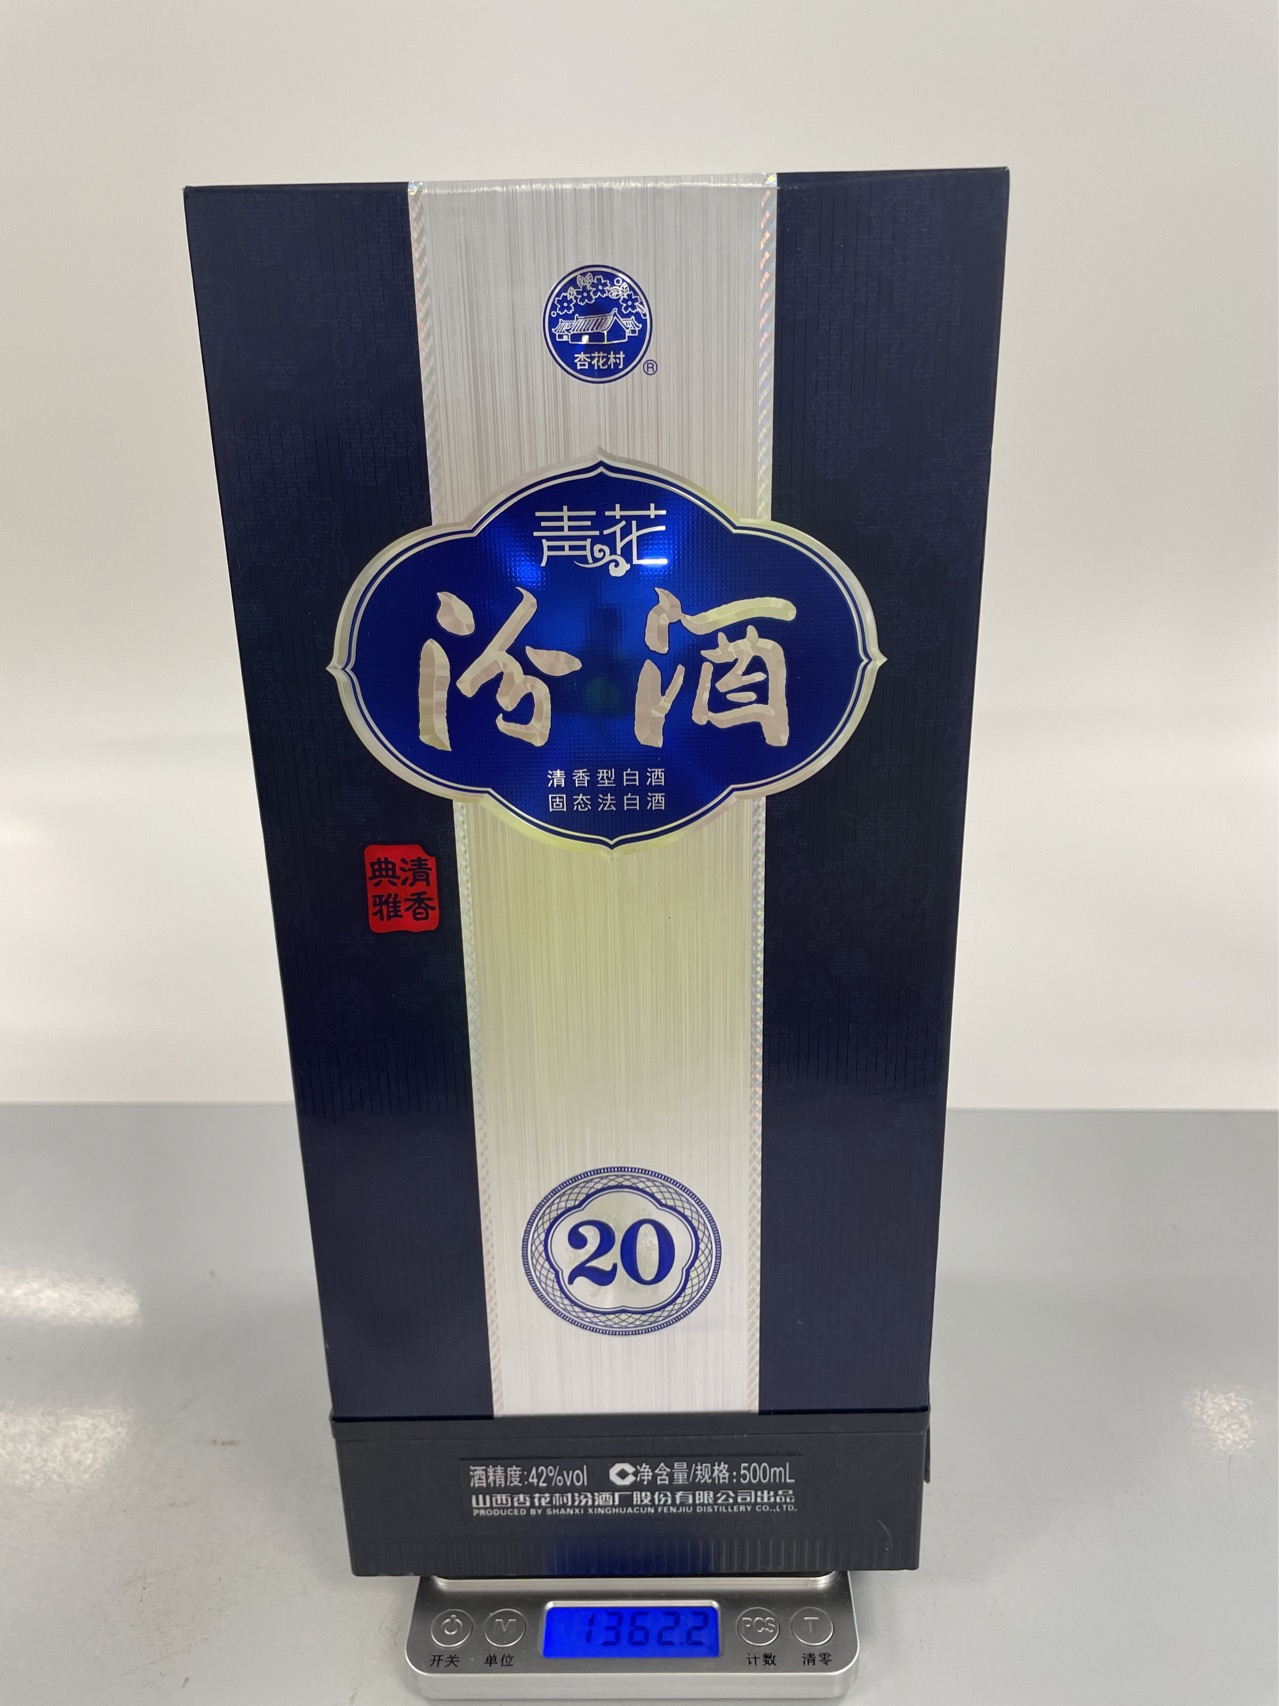 杏花村
®
青花
汾酒
清香型白酒
固态法白酒
清香
典雅
20
酒精度:42%vol 净含量/规格:500mL
山西杏花村汾酒厂股份有限公司出品
PRODUCED BY SHANXI XINGHUACUN FENJIU DISTILLERY CO.,LTD.
M 1362.2 PCS T
开关 单位 计数 清零